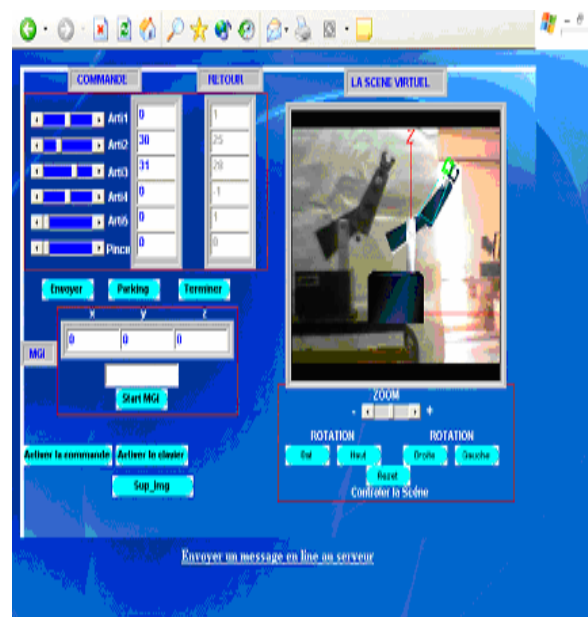 COMMANDE
RETOUR
LA SCENE VIRTUEL
Arti1 0 1
Arti2 30 25
Arti3 31 28
Arti4 0 -1
Arti5 0 1
Pince 0 0
Z
Envoyer Parking Terminer
x y z
MGI 0 0 0
Start MGI
ZOOM
- +
ROTATION ROTATION
Bal Haut Droite Gauche
Reset
Controler la Scéne
Activer la commande Activer le clavier
Sup_img
Envoyer un message en line au serveur